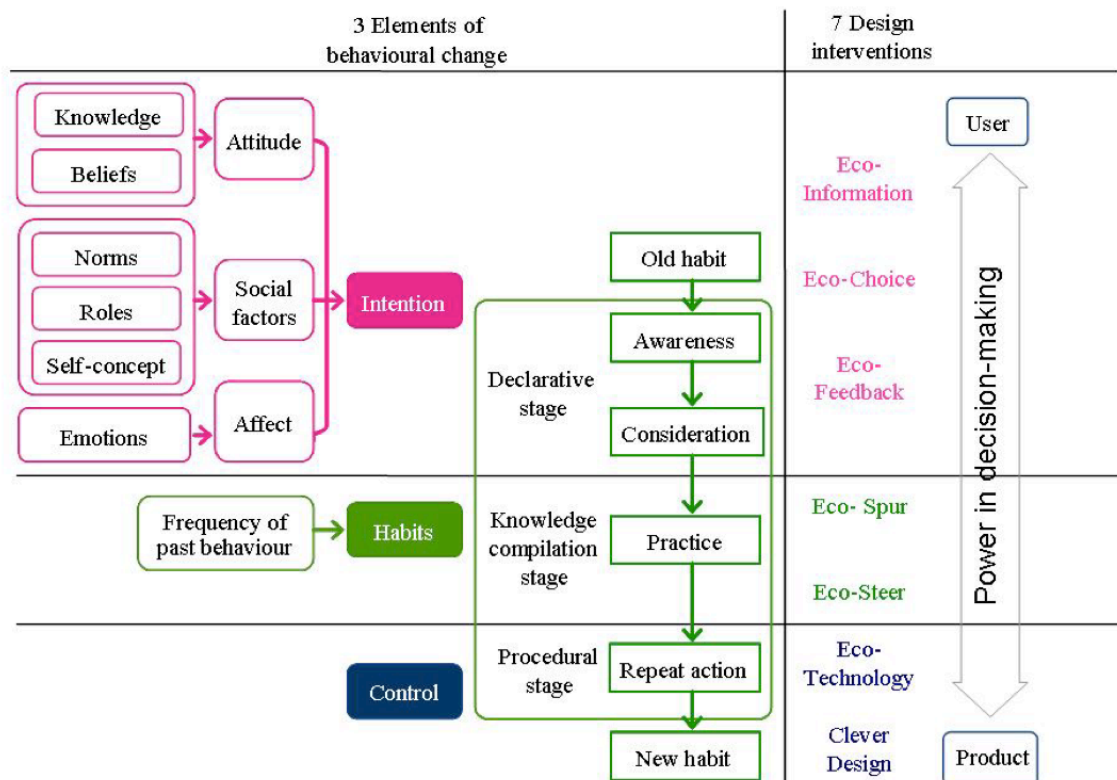 3 Elements of
behavioural change
7 Design
interventions
Knowledge
Beliefs
Attitude
Norms
Roles
Self-concept
Social
factors
Emotions
Affect
Intention
Old habit
Awareness
Declarative
stage
Consideration
Eco-
Information
Eco-Choice
Eco-
Feedback
User
Power in decision-making
Frequency of
past behaviour
Habits
Knowledge
compilation
stage
Practice
Eco- Spur
Eco-Steer
Control
Procedural
stage
Repeat action
New habit
Eco-
Technology
Clever
Design
Product